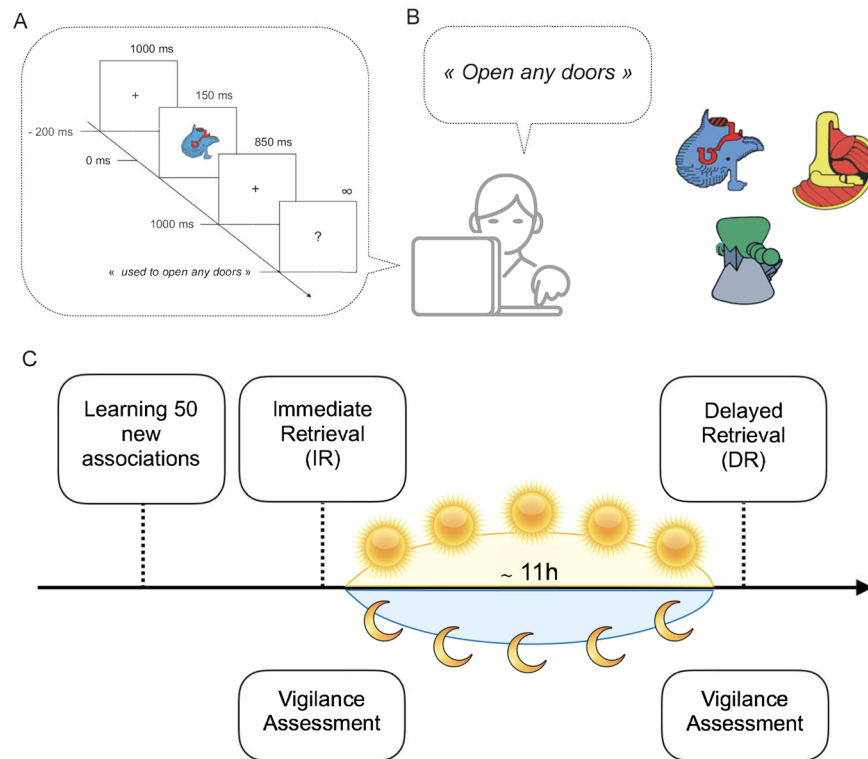 A
1000 ms
+
150 ms
- 200 ms
850 ms
0 ms
+
∞
1000 ms
?
« used to open any doors »
B
« Open any doors »
C
Learning 50
new
associations
Immediate
Retrieval
(IR)
Delayed
Retrieval
(DR)
~ 11h
Vigilance
Assessment
Vigilance
Assessment